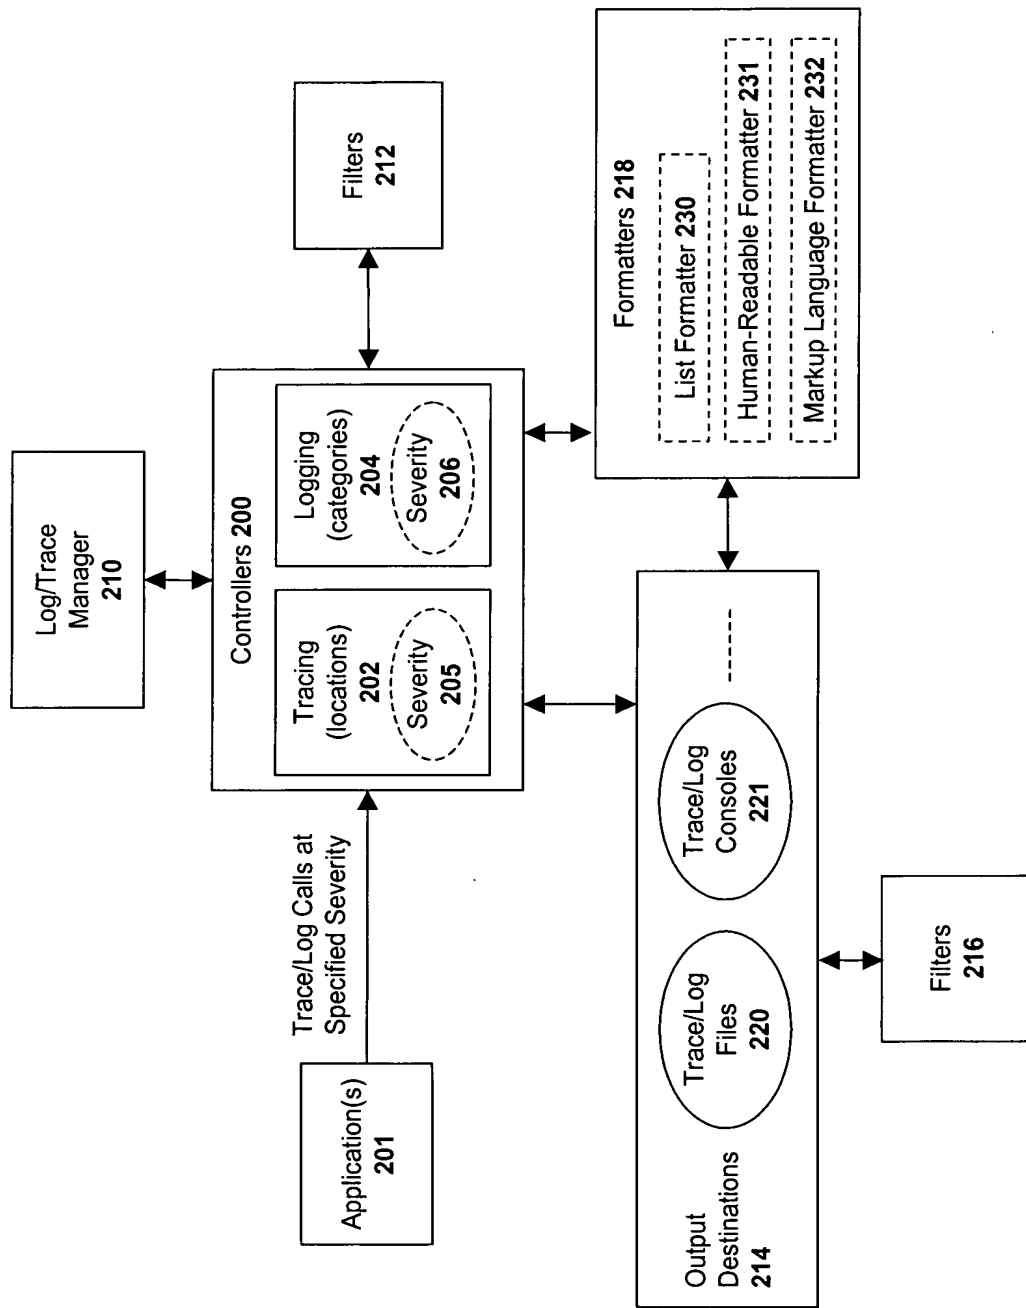 Log/Trace
Manager
210
Controllers 200
Tracing
(locations)
202
Severity
205
Logging
(categories)
204
Severity
206
Filters
212
Application(s)
201
Trace/Log Calls at
Specified Severity
Output
Destinations
214
Trace/Log
Files
220
Trace/Log
Consoles
221
Formatters 218
List Formatter 230
Human-Readable Formatter 231
Markup Language Formatter 232
Filters
216